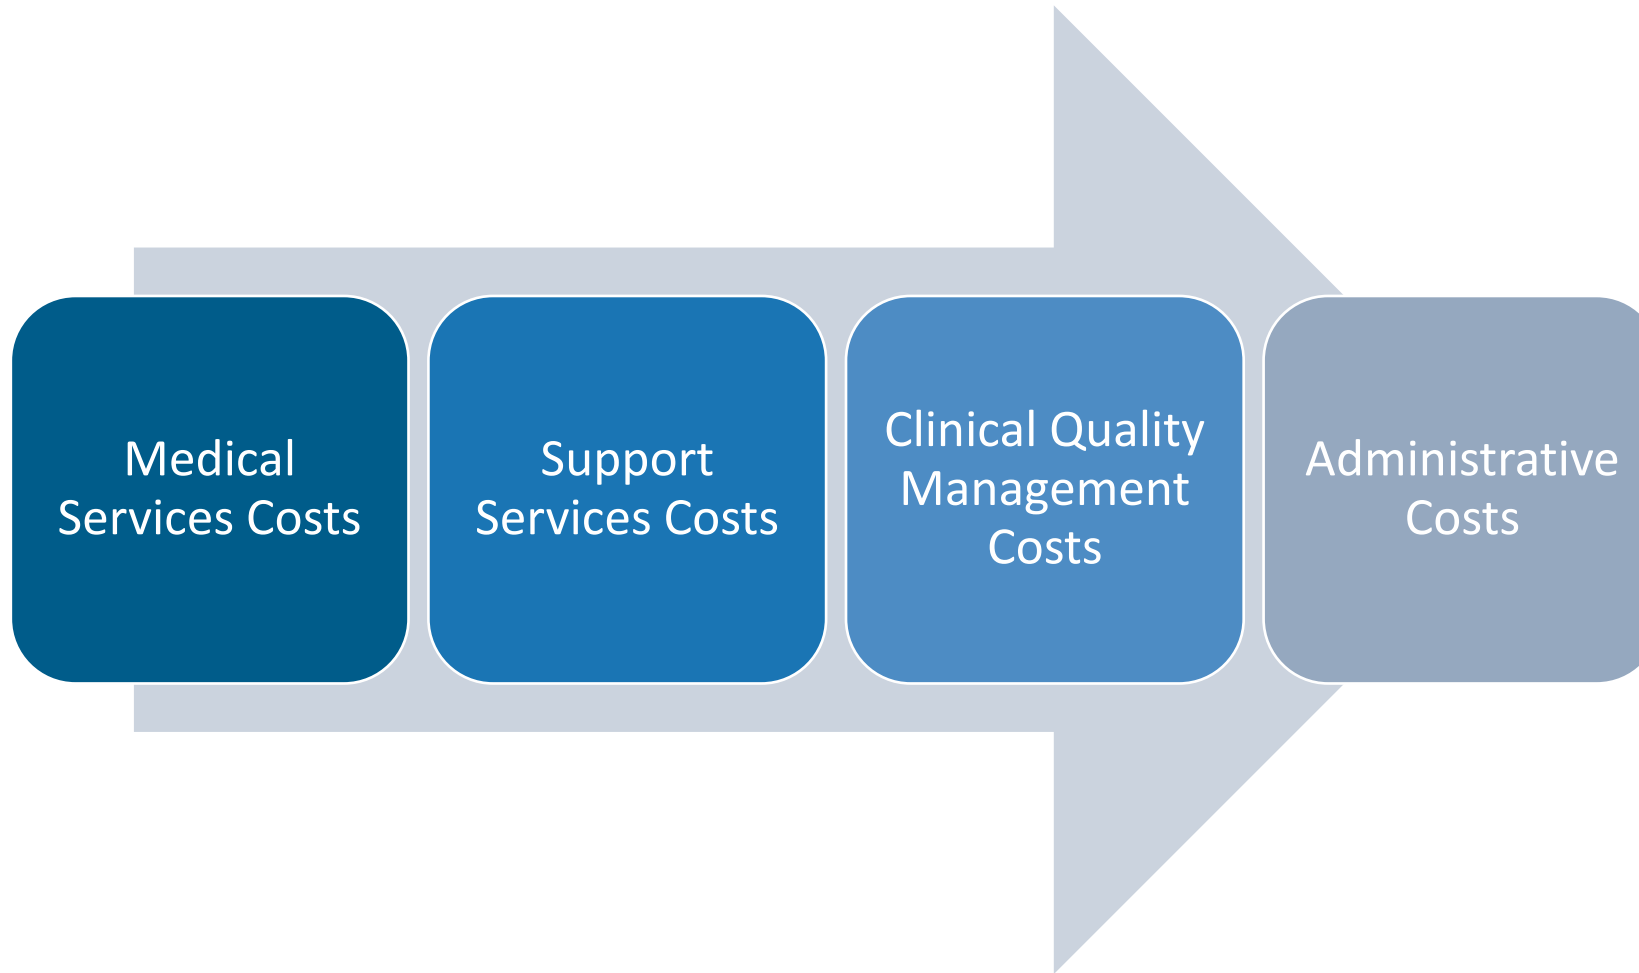 Medical
Services Costs
Support
Services Costs
Clinical Quality
Management
Costs
Administrative
Costs